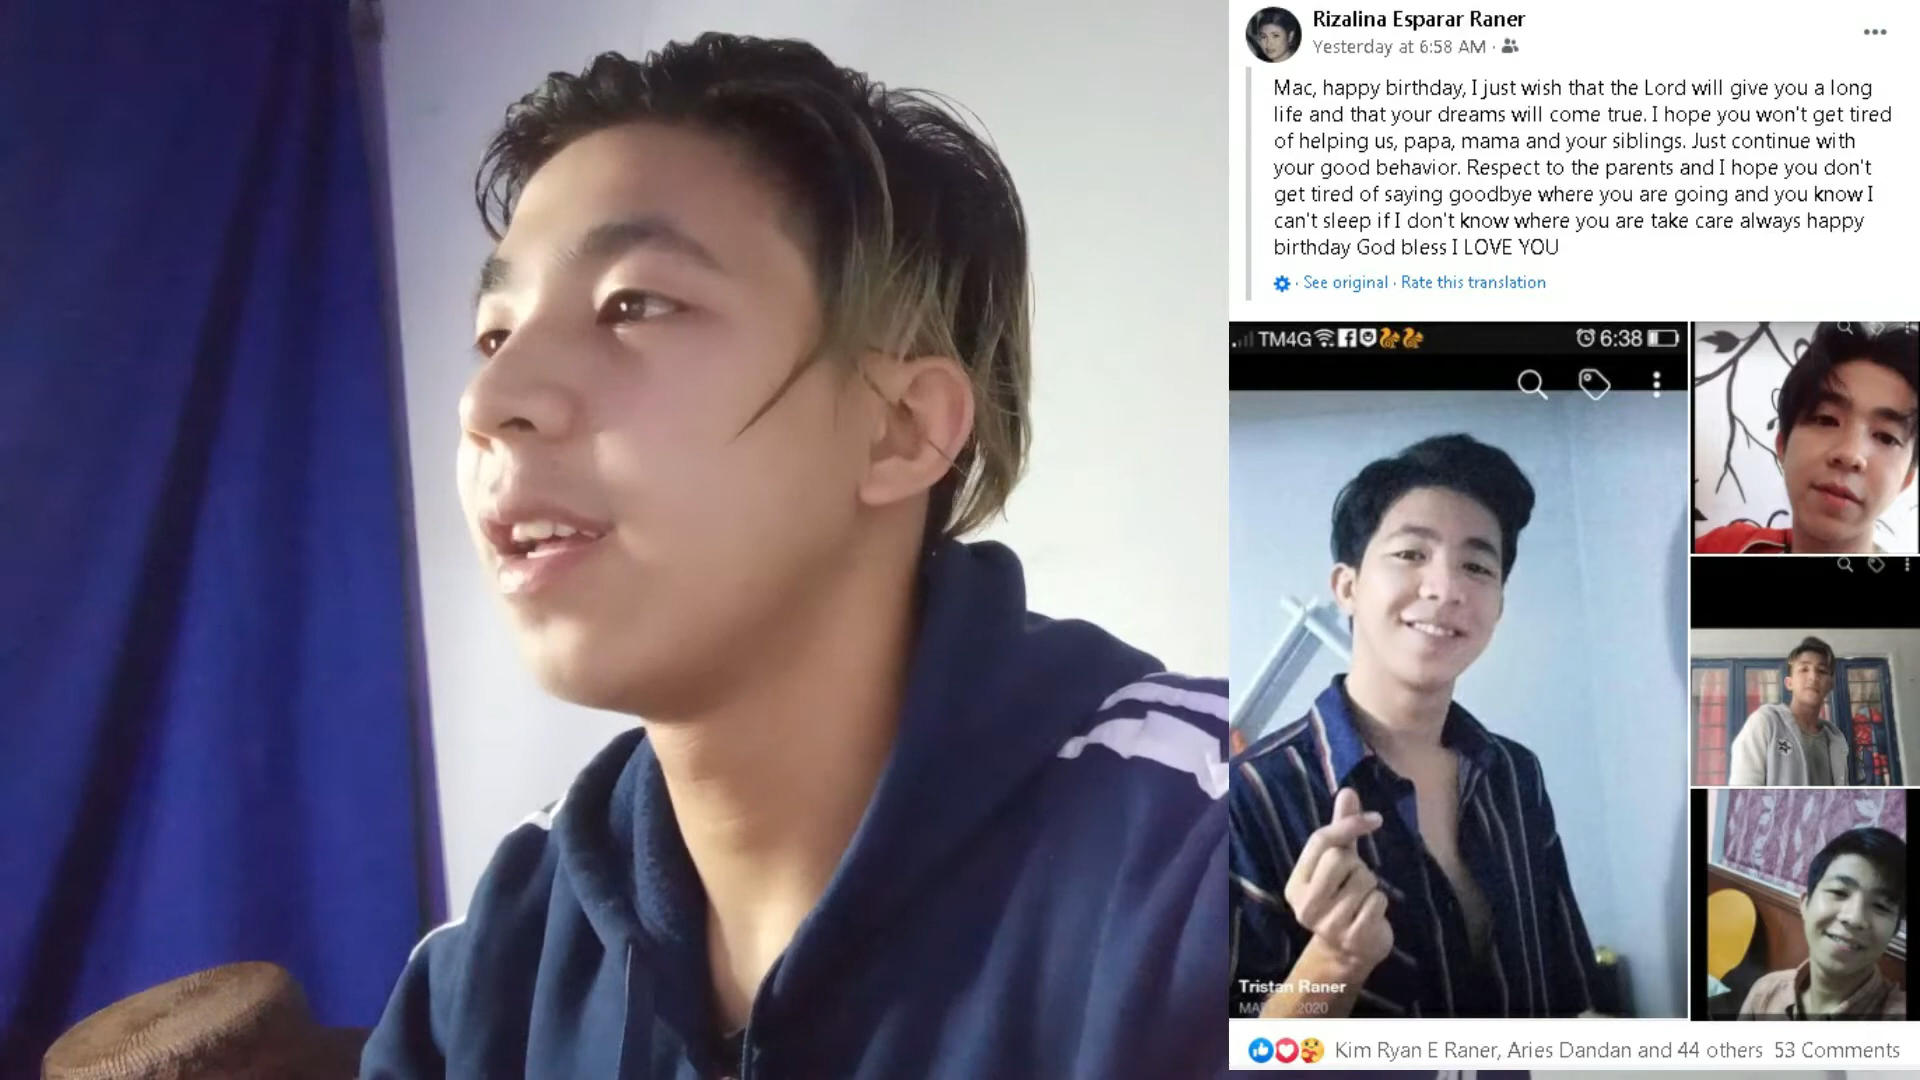 Rizalina Esparar Raner
Yesterday at 6:58 AM ·
Mac, happy birthday, I just wish that the Lord will give you a long
life and that your dreams will come true. I hope you won't get tired
of helping us, papa, mama and your siblings. Just continue with
your good behavior. Respect to the parents and I hope you don't
get tired of saying goodbye where you are going and you know I
can't sleep if I don't know where you are take care always happy
birthday God bless I LOVE YOU
· See original · Rate this translation
TM4G
6:38
Tristan Raner
2020
Kim Ryan E Raner, Aries Dandan and 44 others
53 Comments